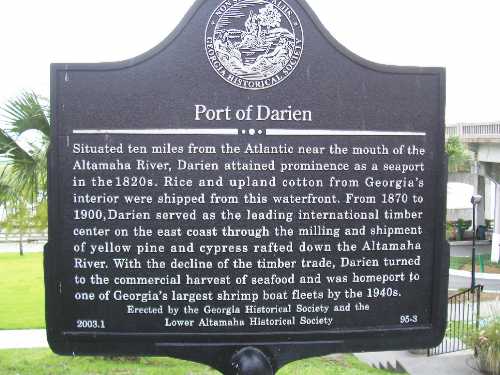 GEORGIA HISTORICAL SOCIETY
Port of Darien
Situated ten miles from the Atlantic near the mouth of the
Altamaha River, Darien attained prominence as a seaport
in the 1820s. Rice and upland cotton from Georgia's
interior were shipped from this waterfront. From 1870 to
1900, Darien served as the leading international timber
center on the east coast through the milling and shipment
of yellow pine and cypress rafted down the Altamaha
River. With the decline of the timber trade, Darien turned
to the commercial harvest of seafood and was homeport to
one of Georgia's largest shrimp boat fleets by the 1940s.
Erected by the Georgia Historical Society and the
Lower Altamaha Historical Society
2003.1 95-3